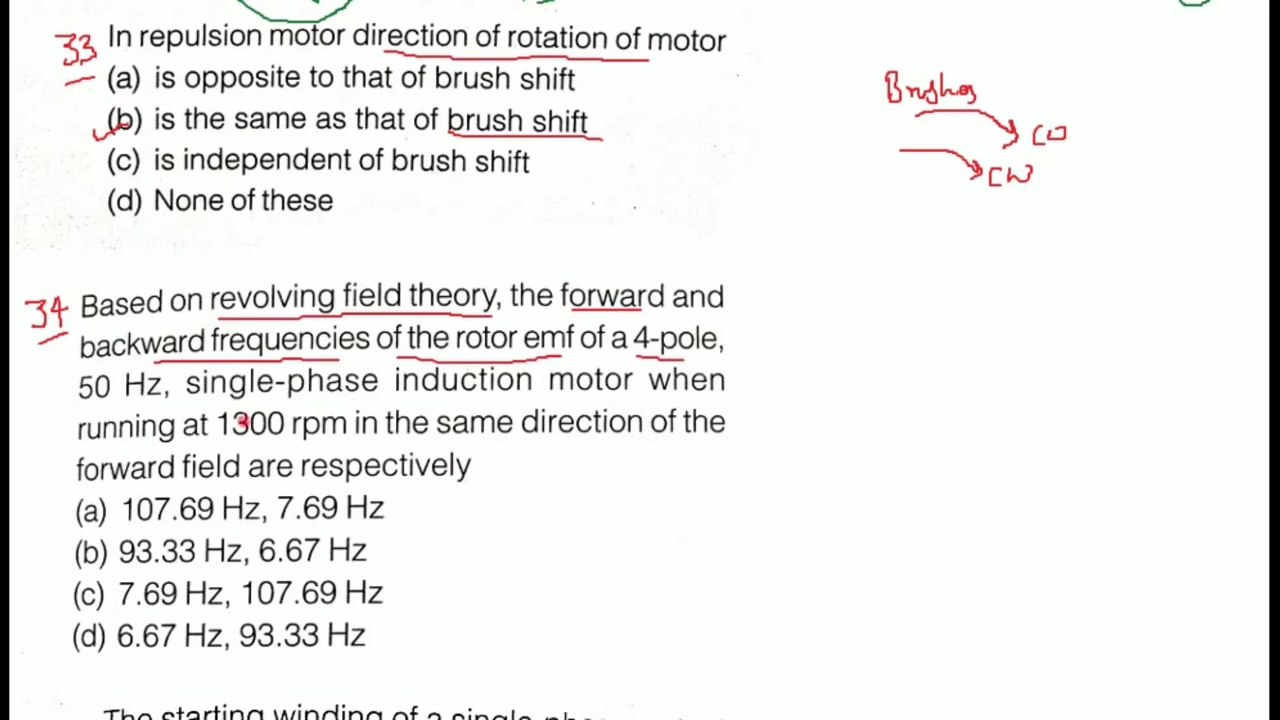 33 In repulsion motor direction of rotation of motor
(a) is opposite to that of brush shift
(b) is the same as that of brush shift
(c) is independent of brush shift
(d) None of these
Brushes
CW
34 Based on revolving field theory, the forward and
backward frequencies of the rotor emf of a 4-pole,
50 Hz, single-phase induction motor when
running at 1300 rpm in the same direction of the
forward field are respectively
(a) 107.69 Hz, 7.69 Hz
(b) 93.33 Hz, 6.67 Hz
(c) 7.69 Hz, 107.69 Hz
(d) 6.67 Hz, 93.33 Hz
The starting winding of a